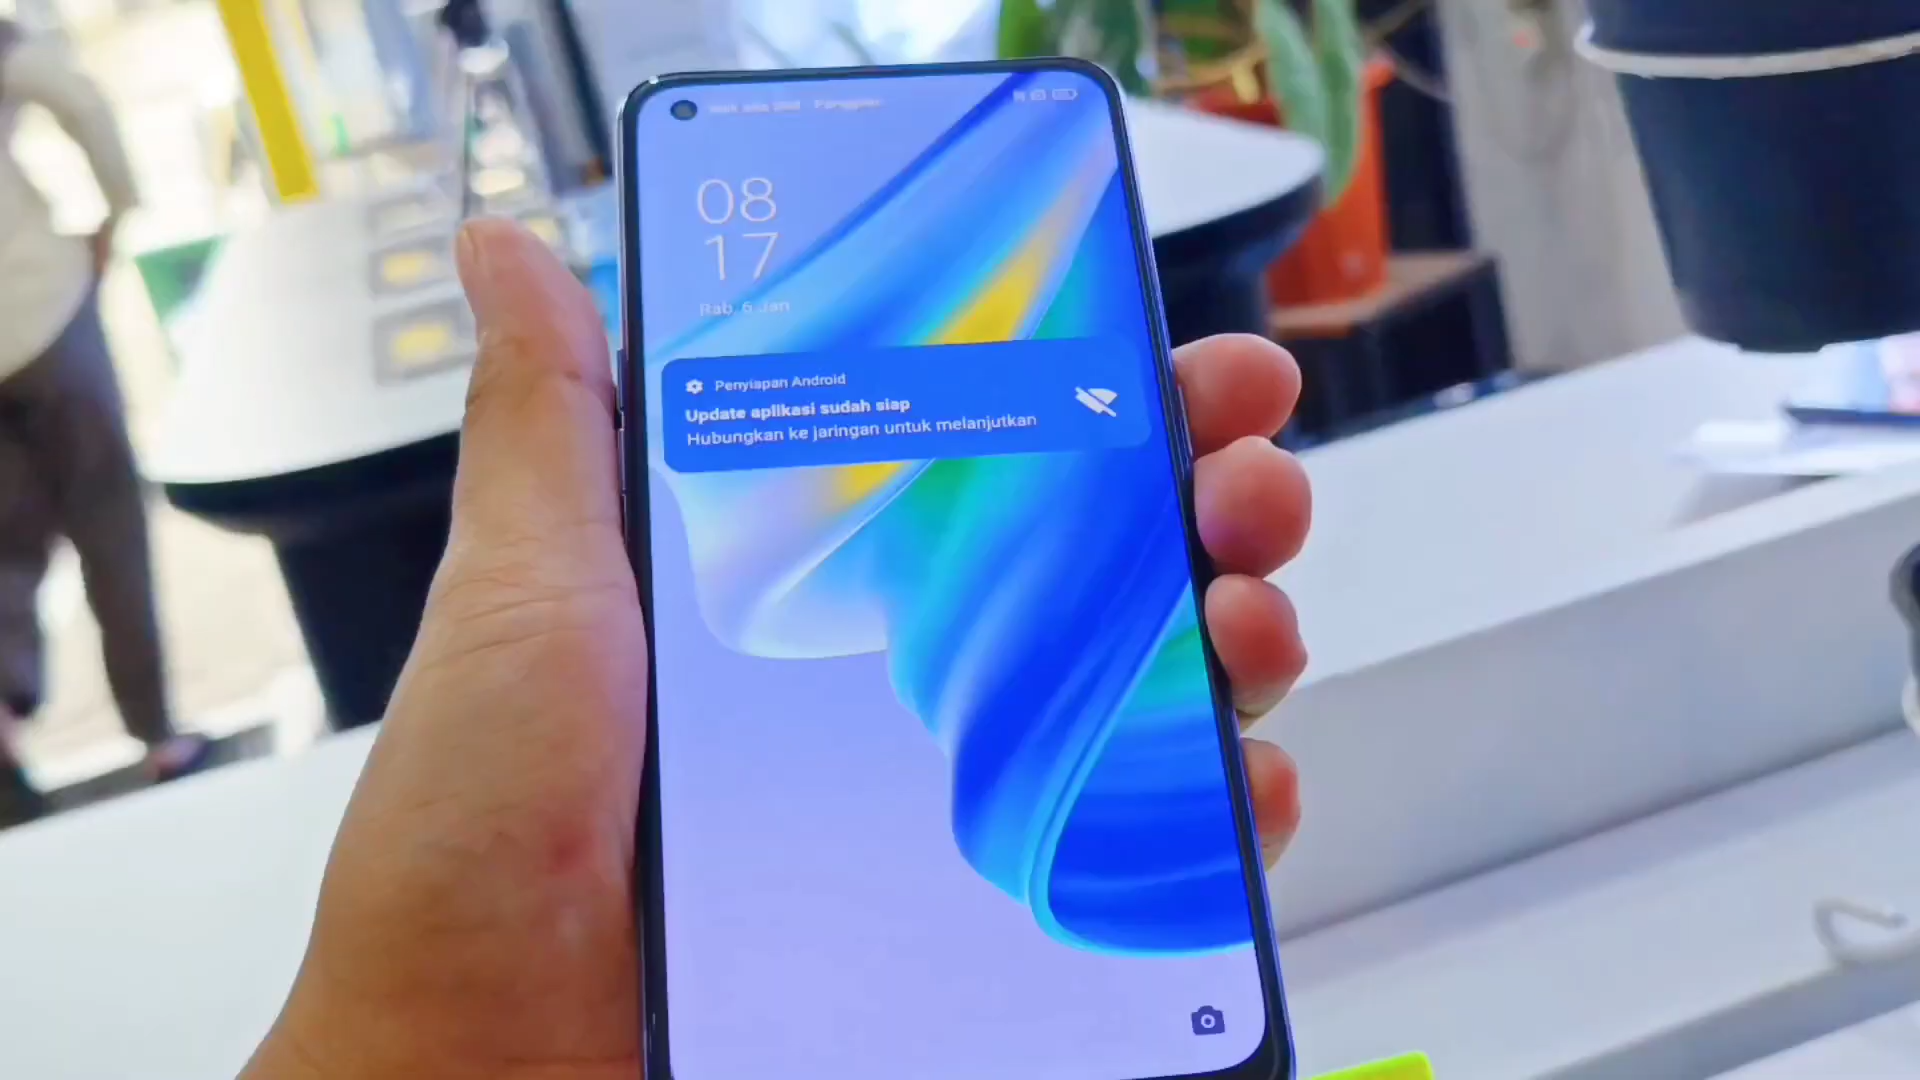 08
17
Rab, 6 Jan
Penyiapan Android
Update aplikasi sudah siap
Hubungkan ke jaringan untuk melanjutkan